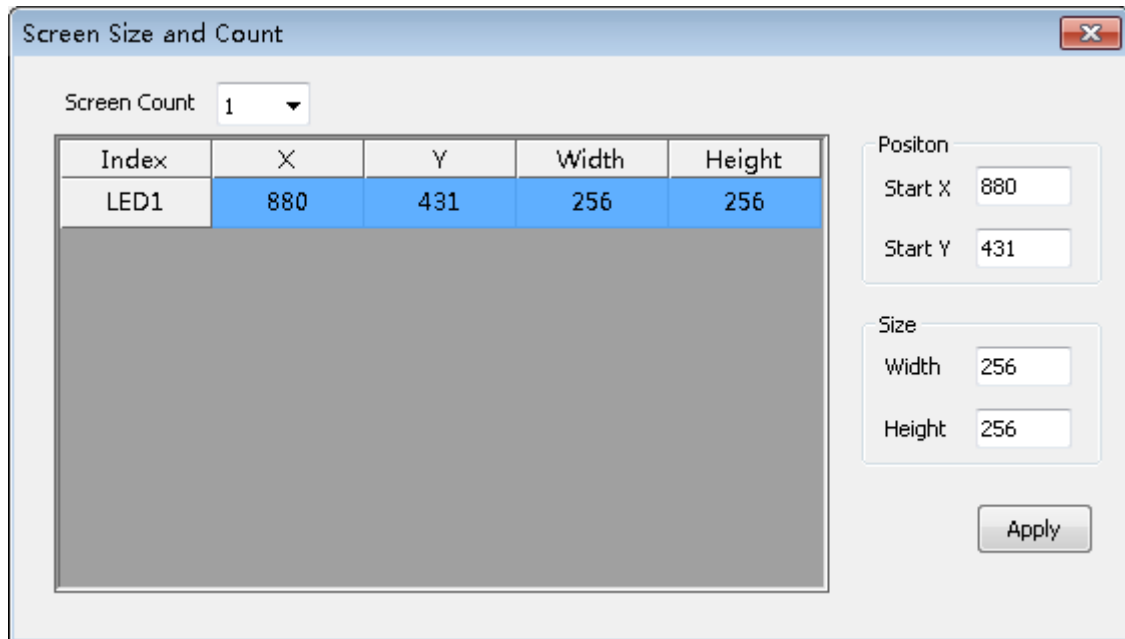 Screen Size and Count
Screen Count 1
Index X Y Width Height
LED1 880 431 256 256
Positon
Start X 880
Start Y 431
Size
Width 256
Height 256
Apply